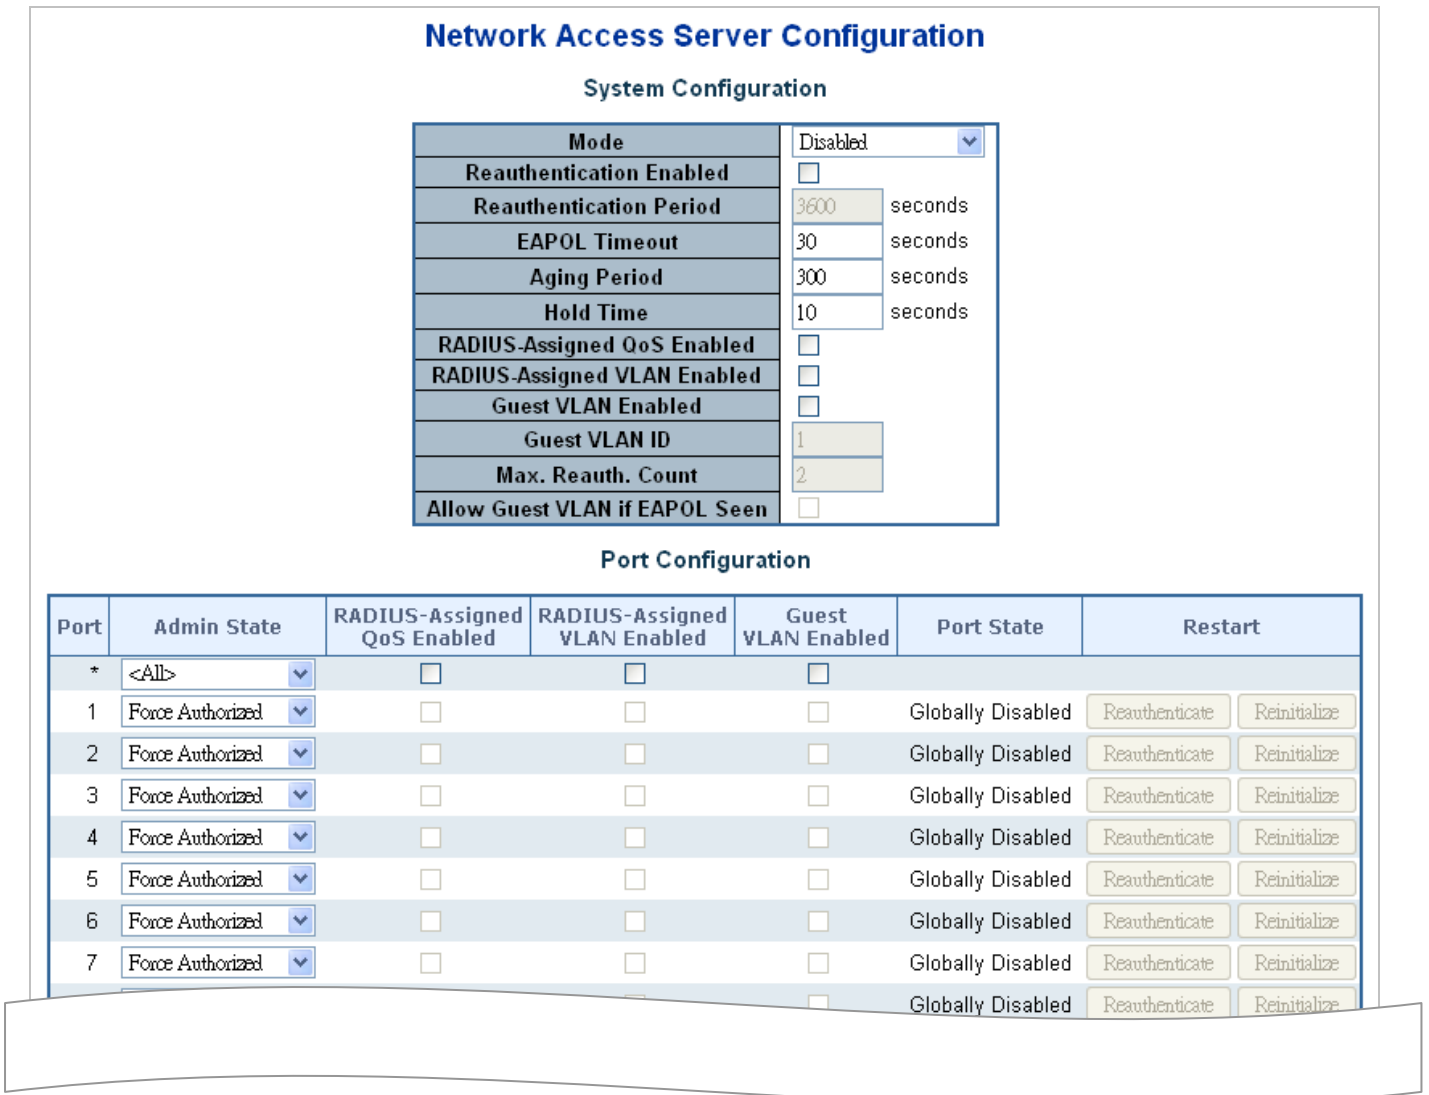 Network Access Server Configuration
System Configuration
Mode Disabled
Reauthentication Enabled
Reauthentication Period 3600 seconds
EAPOL Timeout 30 seconds
Aging Period 300 seconds
Hold Time 10 seconds
RADIUS-Assigned QoS Enabled
RADIUS-Assigned VLAN Enabled
Guest VLAN Enabled
Guest VLAN ID 1
Max. Reauth. Count 2
Allow Guest VLAN if EAPOL Seen
Port Configuration
Port Admin State RADIUS-Assigned QoS Enabled RADIUS-Assigned VLAN Enabled Guest VLAN Enabled Port State Restart
* <All>
1 Force Authorized Globally Disabled Reauthenticate Reinitialize
2 Force Authorized Globally Disabled Reauthenticate Reinitialize
3 Force Authorized Globally Disabled Reauthenticate Reinitialize
4 Force Authorized Globally Disabled Reauthenticate Reinitialize
5 Force Authorized Globally Disabled Reauthenticate Reinitialize
6 Force Authorized Globally Disabled Reauthenticate Reinitialize
7 Force Authorized Globally Disabled Reauthenticate Reinitialize
Globally Disabled Reauthenticate Reinitialize